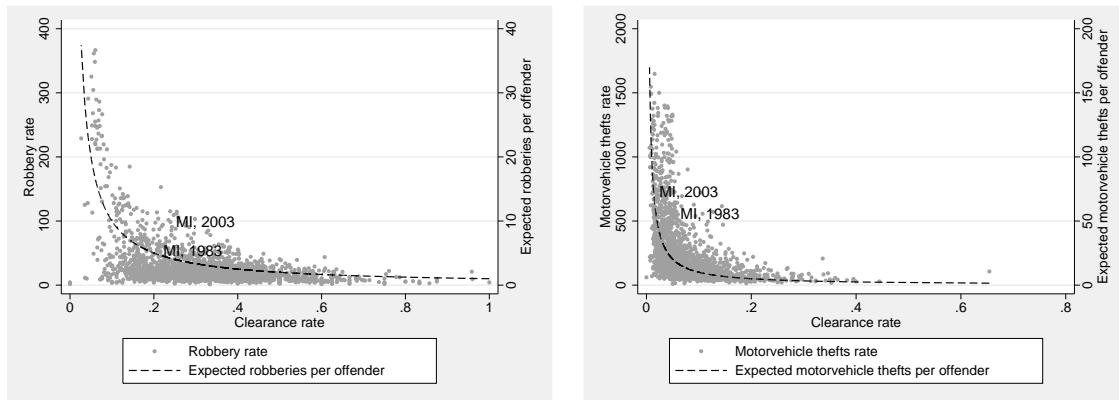 400
300
200
100
0
Robbery rate
40
30
20
10
0
Expected robberies per offender
MI, 2003
MI, 1983
0 .2 .4 .6 .8 1
Clearance rate
Robbery rate
Expected robberies per offender
2000
1500
1000
500
0
Motorvehicle thefts rate
200
150
100
50
0
Expected motorvehicle thefts per offender
MI, 2003
MI, 1983
0 .2 .4 .6 .8
Clearance rate
Motorvehicle thefts rate
Expected motorvehicle thefts per offender